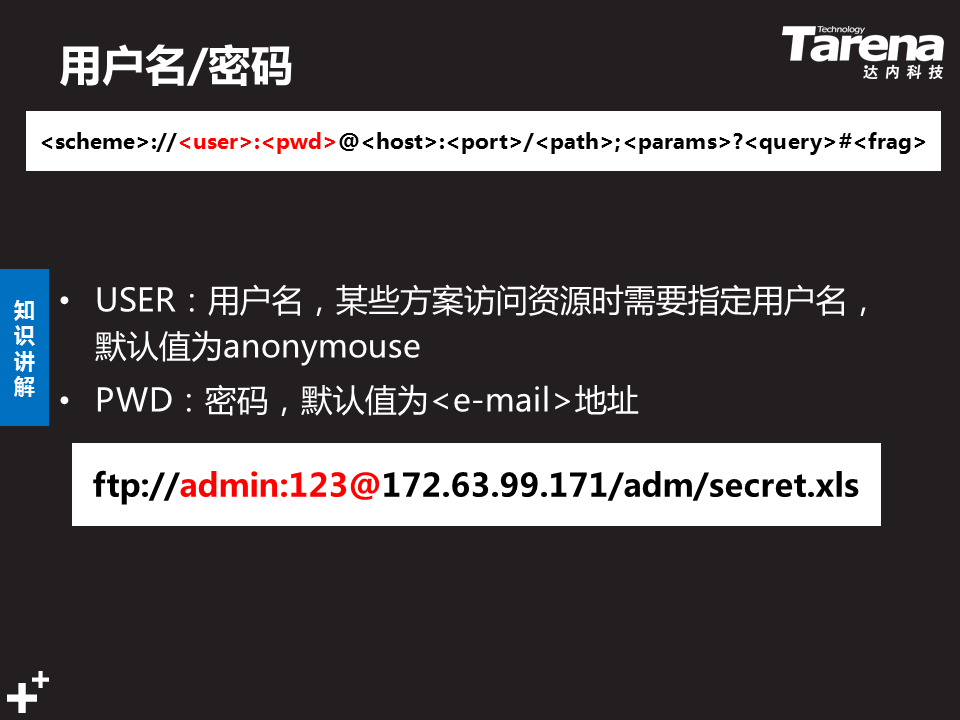 用户名/密码
Technology
Tarena
达内科技
<scheme>://<user>:<pwd>@<host>:<port>/<path>;<params>?<query>#<frag>
知识讲解
• USER：用户名，某些方案访问资源时需要指定用户名，
默认值为anonymouse
• PWD：密码，默认值为<e-mail>地址
ftp://admin:123@172.63.99.171/adm/secret.xls